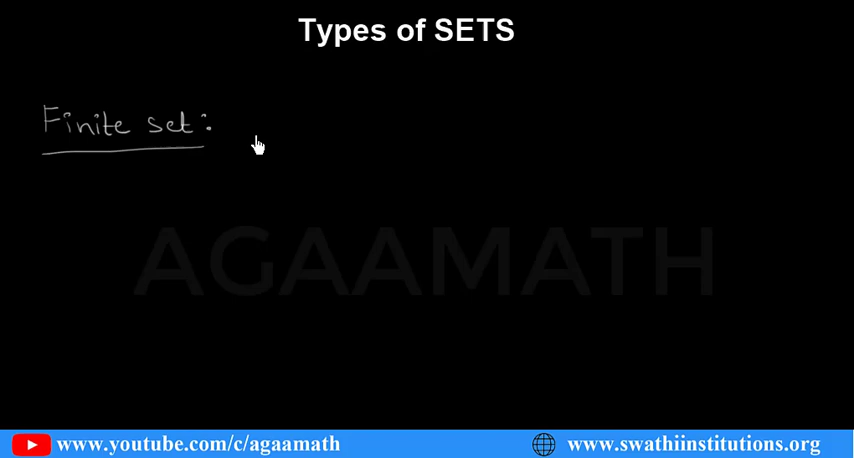 Types of SETS
Finite set:
AGAAMATH
www.youtube.com/c/agaamath
www.swathiinstitutions.org